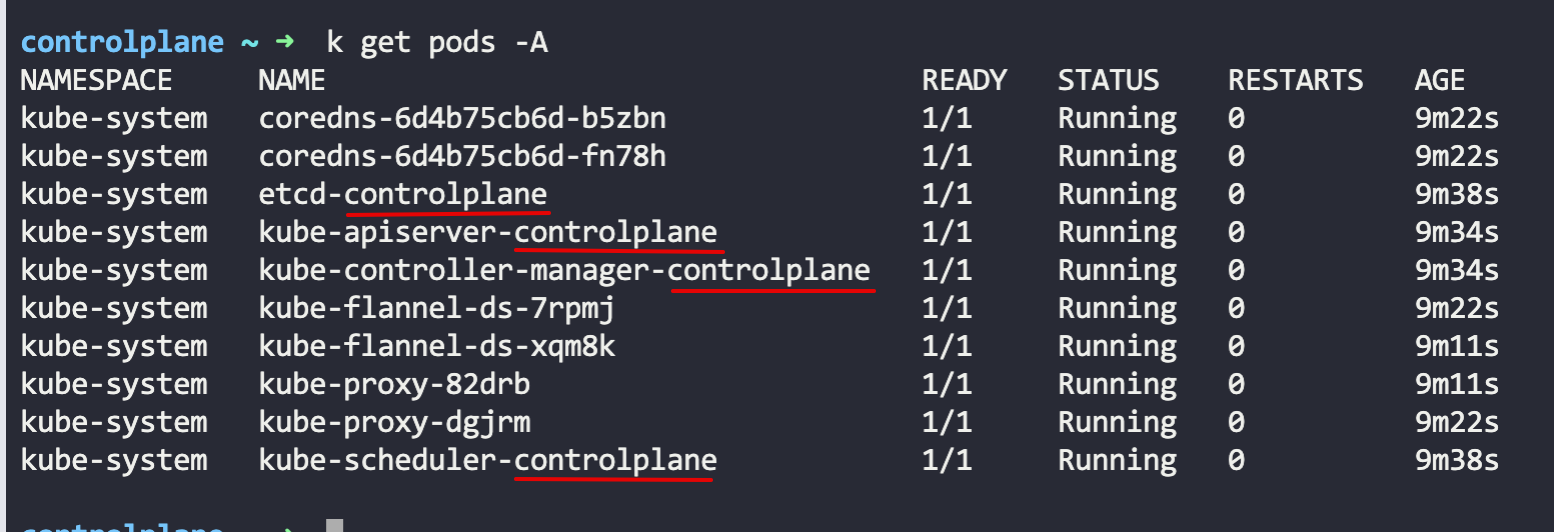 controlplane ~ ➜  k get pods -A
NAMESPACE     NAME                                   READY   STATUS    RESTARTS   AGE
kube-system   coredns-6d4b75cb6d-b5zbn               1/1     Running   0          9m22s
kube-system   coredns-6d4b75cb6d-fn78h               1/1     Running   0          9m22s
kube-system   etcd-controlplane                      1/1     Running   0          9m38s
kube-system   kube-apiserver-controlplane            1/1     Running   0          9m34s
kube-system   kube-controller-manager-controlplane   1/1     Running   0          9m34s
kube-system   kube-flannel-ds-7rpmj                  1/1     Running   0          9m22s
kube-system   kube-flannel-ds-xqm8k                  1/1     Running   0          9m11s
kube-system   kube-proxy-82drb                       1/1     Running   0          9m11s
kube-system   kube-proxy-dgjrm                       1/1     Running   0          9m22s
kube-system   kube-scheduler-controlplane            1/1     Running   0          9m38s
controlplane